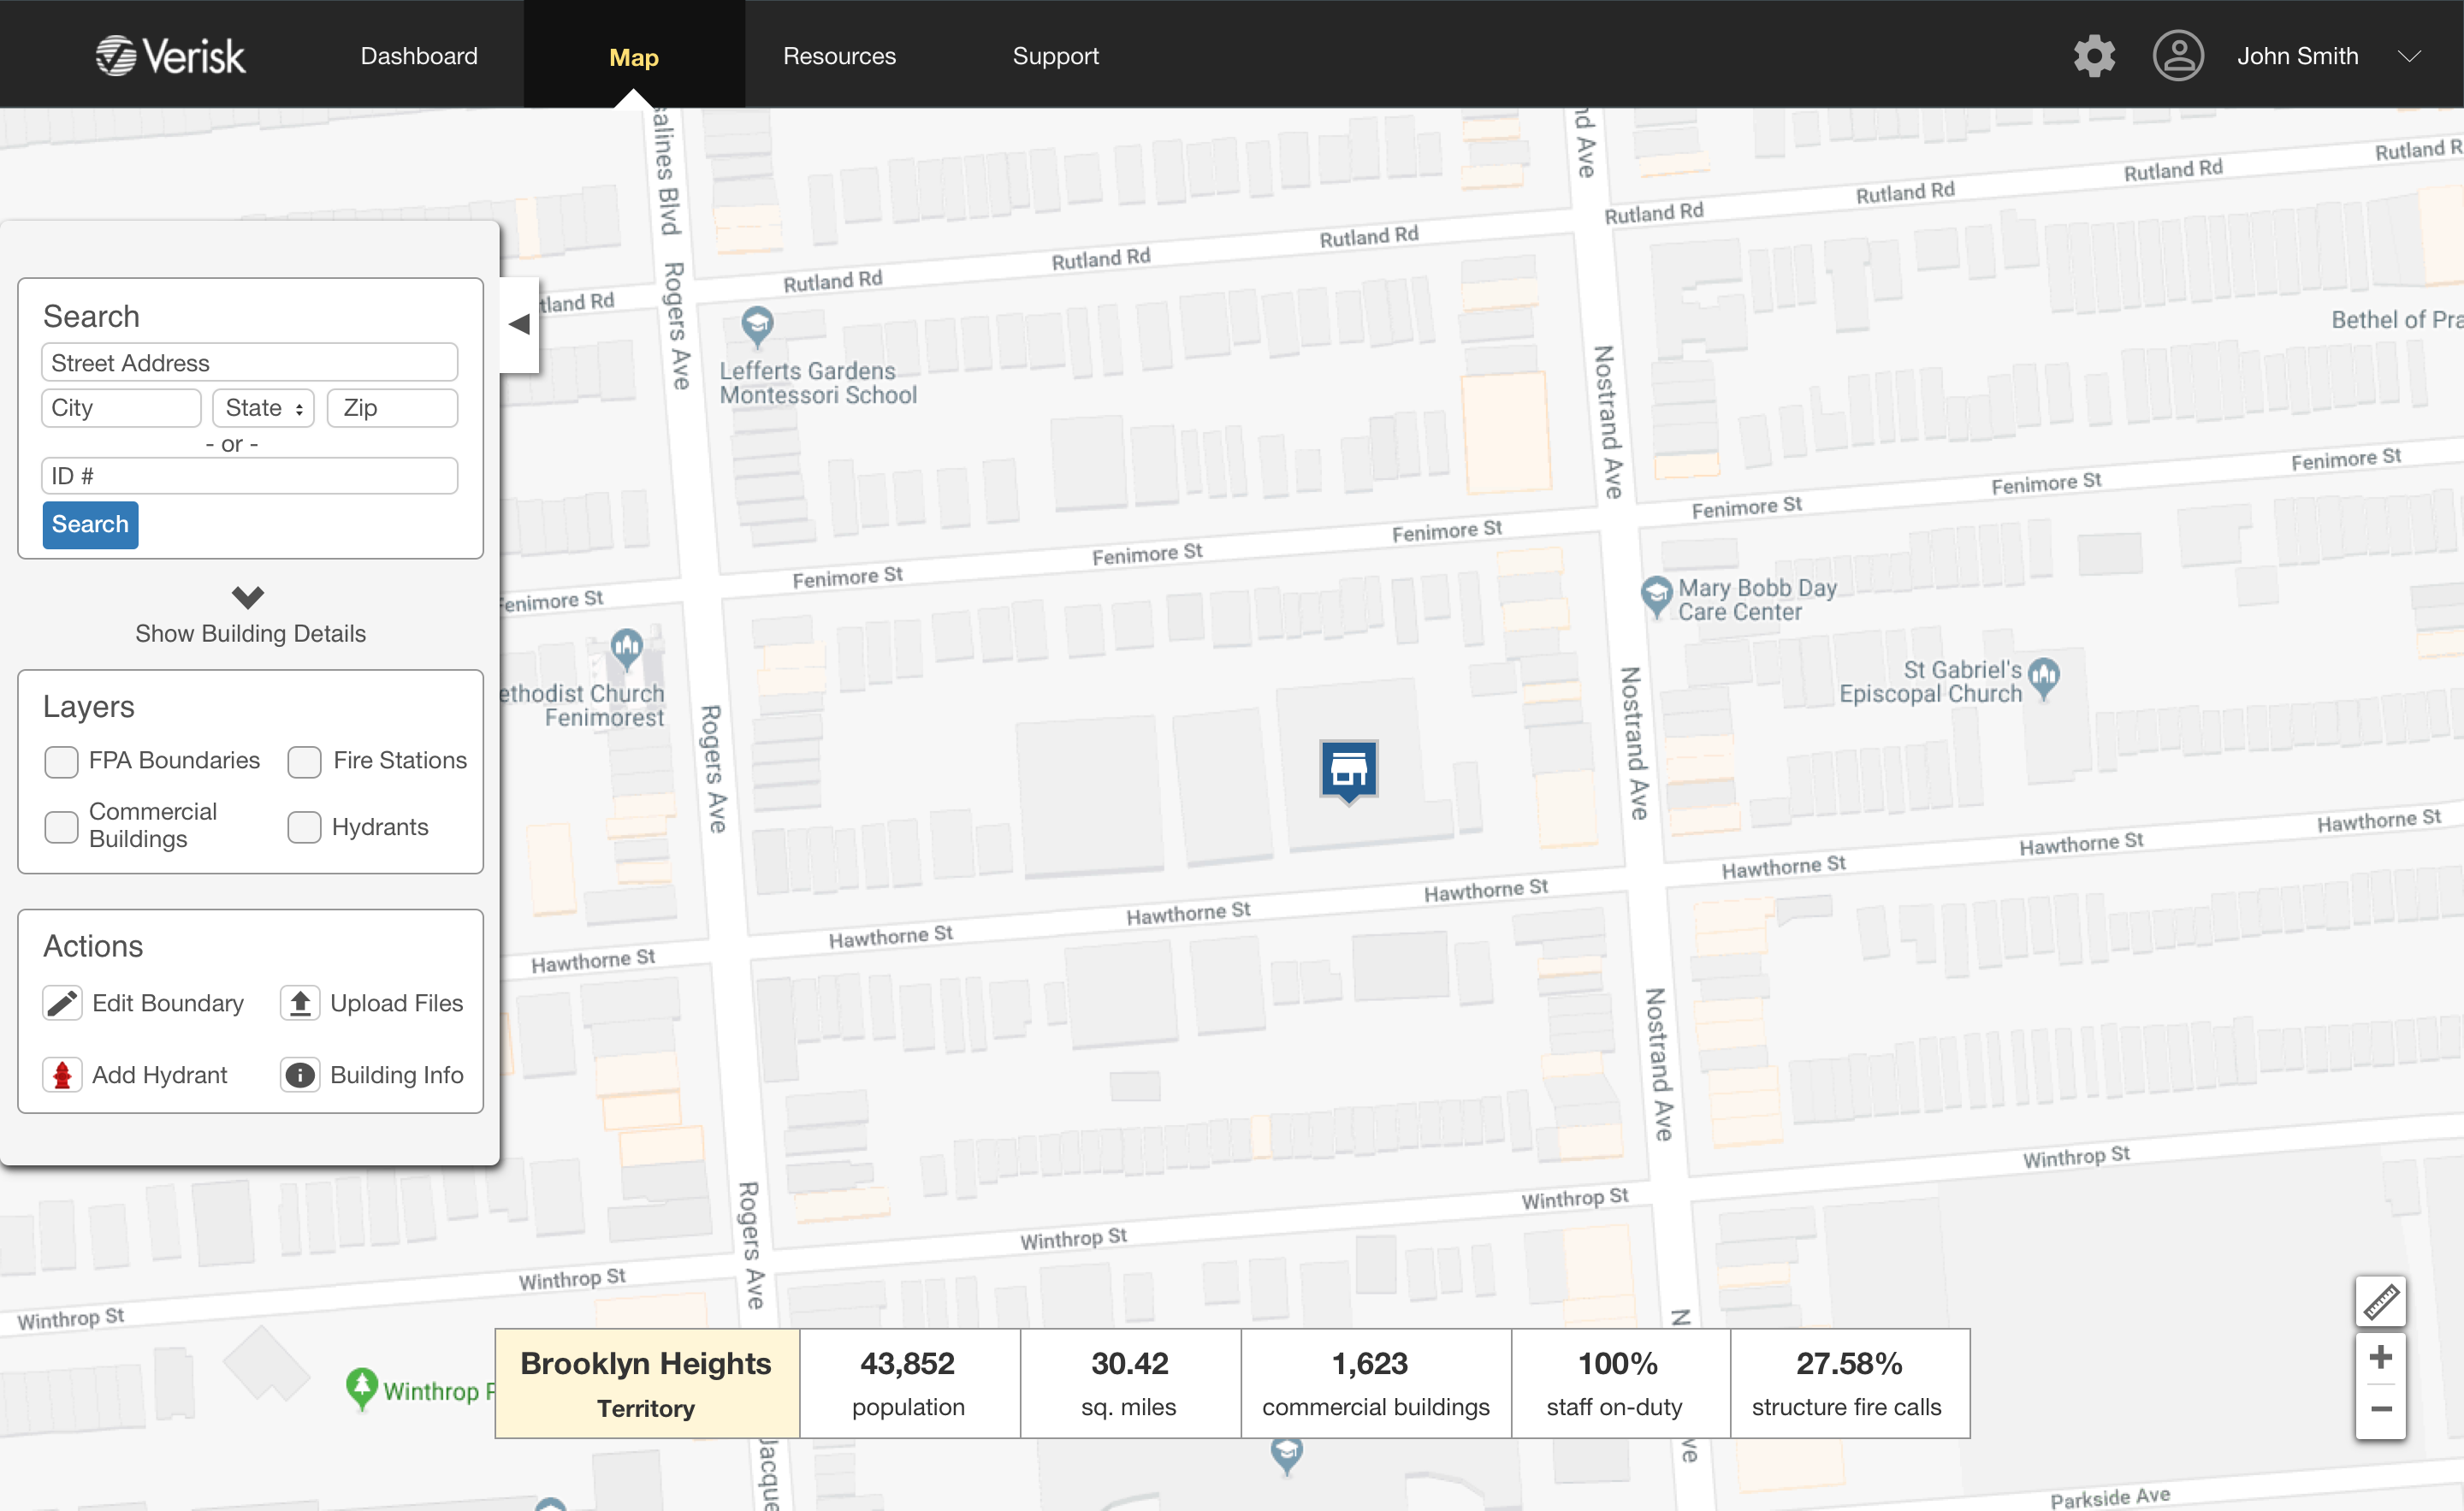 Verisk
Dashboard
Map
Resources
Support
John Smith
Search
Street Address
City
State
Zip
- or -
ID #
Search
Show Building Details
Layers
FPA Boundaries
Fire Stations
Commercial
Buildings
Hydrants
Actions
Edit Boundary
Upload Files
Add Hydrant
Building Info
salines Blvd
Rogers Ave
Rogers Ave
Rogers Ave
Jacque
nd Ave
Nostrand Ave
Nostrand Ave
Nostrand Ave
N
ve
tland Rd
Rutland Rd
Rutland Rd
Rutland Rd
Rutland Rd
Rutland Rd
Rutland Rd
Rutland R
Lefferts Gardens
Montessori School
Bethel of Pra
Fenimore St
Fenimore St
Fenimore St
Fenimore St
Fenimore St
Fenimore St
Fenimore St
Mary Bobb Day
Care Center
ethodist Church
Fenimorest
St Gabriel's
Episcopal Church
Hawthorne St
Hawthorne St
Hawthorne St
Hawthorne St
Hawthorne St
Hawthorne St
Hawthorne St
Winthrop St
Winthrop St
Winthrop St
Winthrop St
Winthrop St
Winthrop P
Parkside Ave
Brooklyn Heights
Territory
43,852
population
30.42
sq. miles
1,623
commercial buildings
100%
staff on-duty
27.58%
structure fire calls